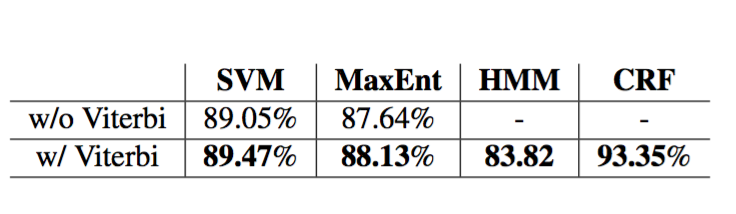 SVM MaxEnt HMM CRF
w/o Viterbi 89.05% 87.64% - -
w/ Viterbi 89.47% 88.13% 83.82 93.35%